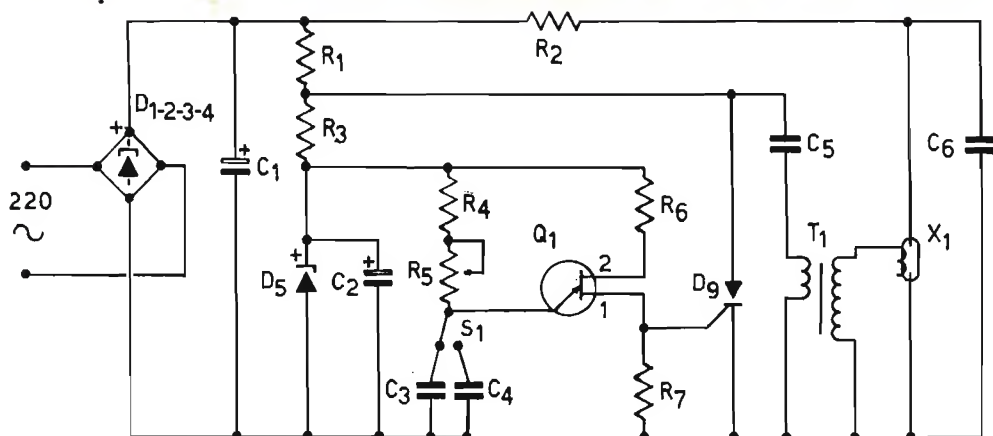 R2
R1
D1-2-3-4
+
R3
C5
C6
C1
+
220
~
R4
R6
Q1
T1
X1
+
D5
C2
+
R5
2
1
D9
S1
C3
C4
R7